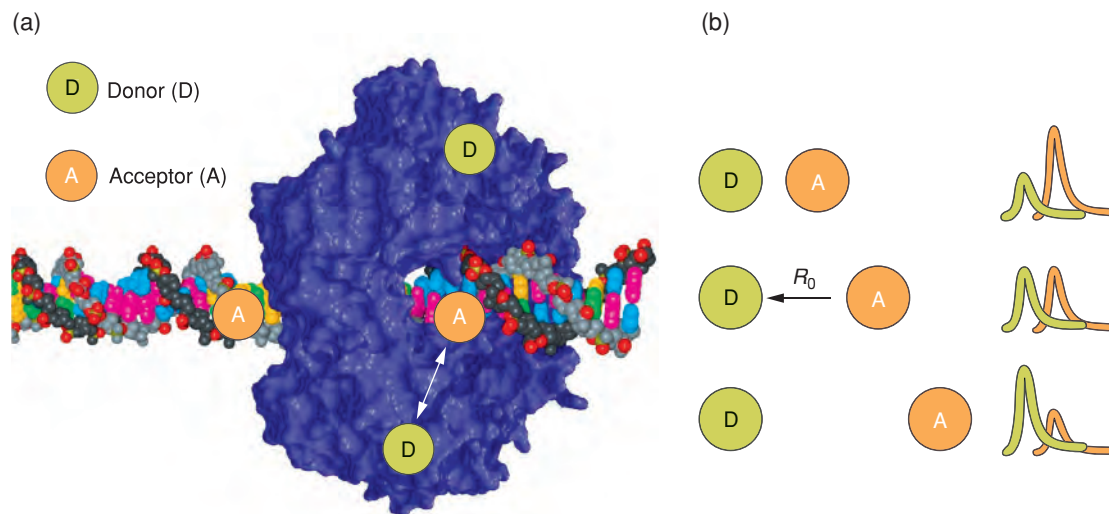 (a)
(b)
D Donor (D)
A Acceptor (A)
D
A
A
D
D A
D R0 A
D A